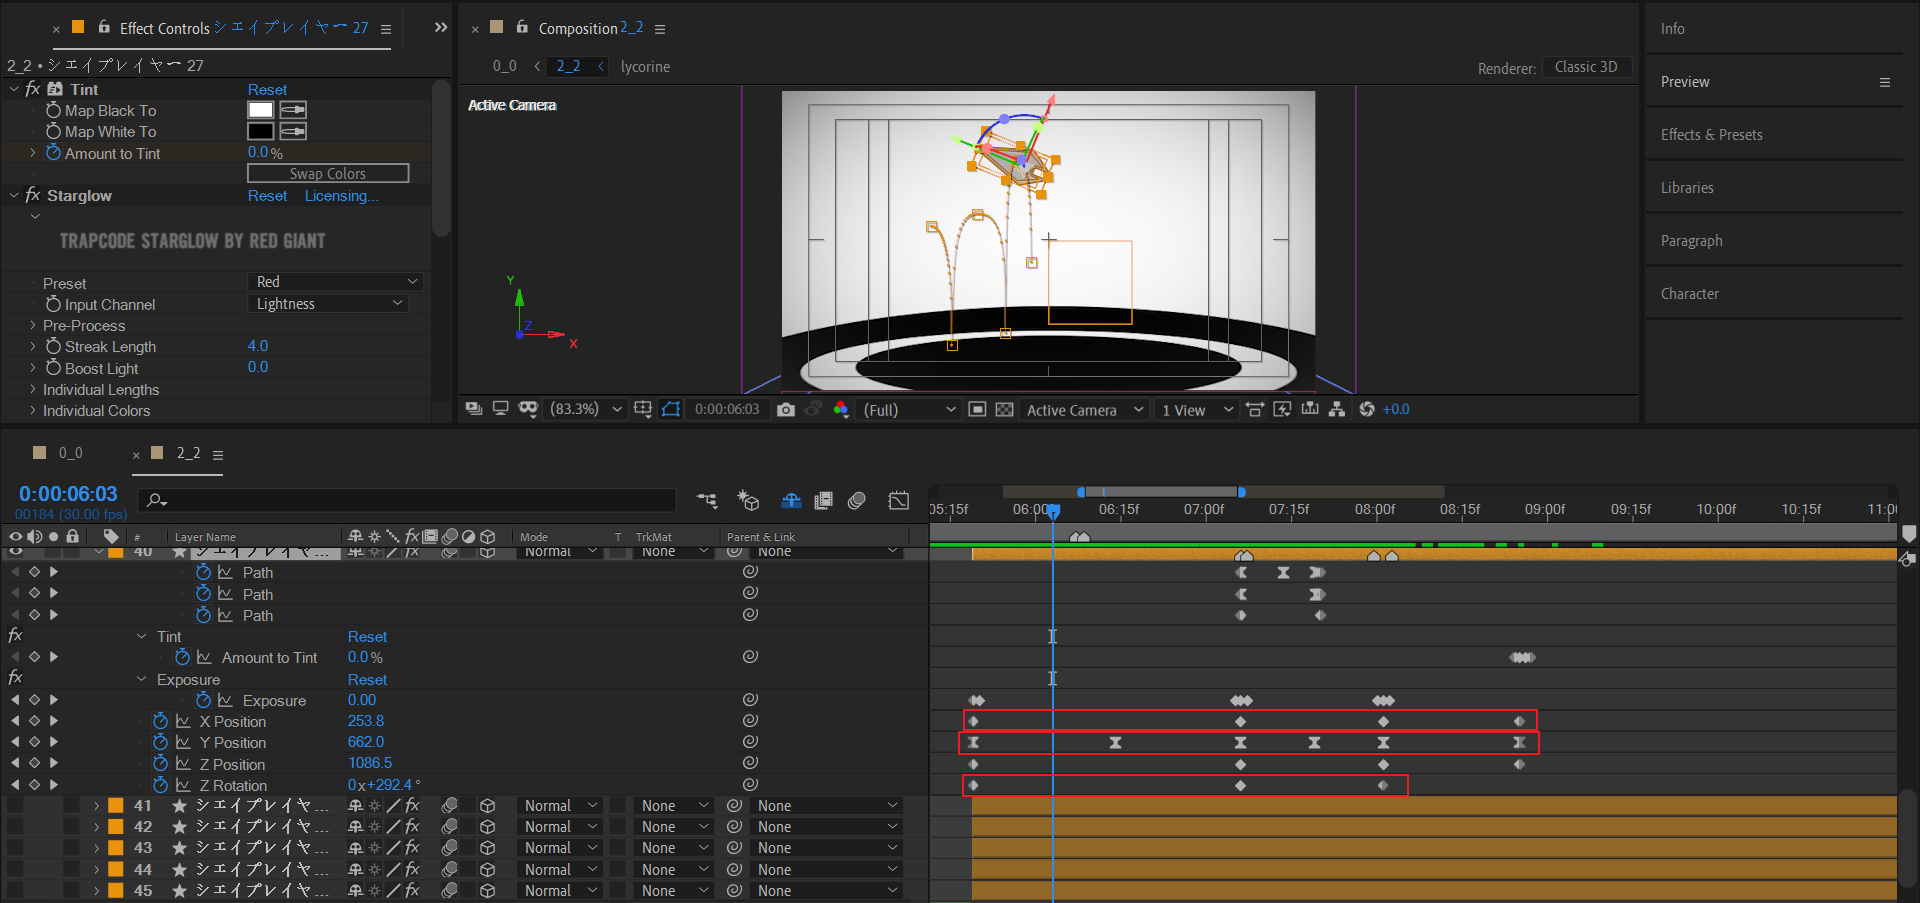 Effect Controls シェイプレイヤー 27
2_2 • シェイプレイヤー 27
fx Tint Reset
Map Black To
Map White To
Amount to Tint 0.0 %
Swap Colors
fx Starglow Reset Licensing...
TRAPCODE STARGLOW BY RED GIANT
Preset Red
Input Channel Lightness
Pre-Process
Streak Length 4.0
Boost Light 0.0
Individual Lengths
Individual Colors
Composition 2_2
0_0 2_2 lycorine
Renderer: Classic 3D
Active Camera
Y
Z
X
(83.3%) 0:00:06:03 (Full) Active Camera 1 View +0.0
Info
Preview
Effects & Presets
Libraries
Paragraph
Character
0_0 2_2
0:00:06:03
00184 (30.00 fps)
05:15f 06:00f 06:15f 07:00f 07:15f 08:00f 08:15f 09:00f 09:15f 10:00f 10:15f 11:00
# Layer Name fx Mode T TrkMat Parent & Link
40 シェイプレイヤ... fx Normal None None
Path
Path
Path
fx Tint Reset
Amount to Tint 0.0 %
fx Exposure Reset
Exposure 0.00
X Position 253.8
Y Position 662.0
Z Position 1086.5
Z Rotation 0x+292.4°
41 シェイプレイヤ... fx Normal None None
42 シェイプレイヤ... fx Normal None None
43 シェイプレイヤ... fx Normal None None
44 シェイプレイヤ... fx Normal None None
45 シェイプレイヤ... fx Normal None None